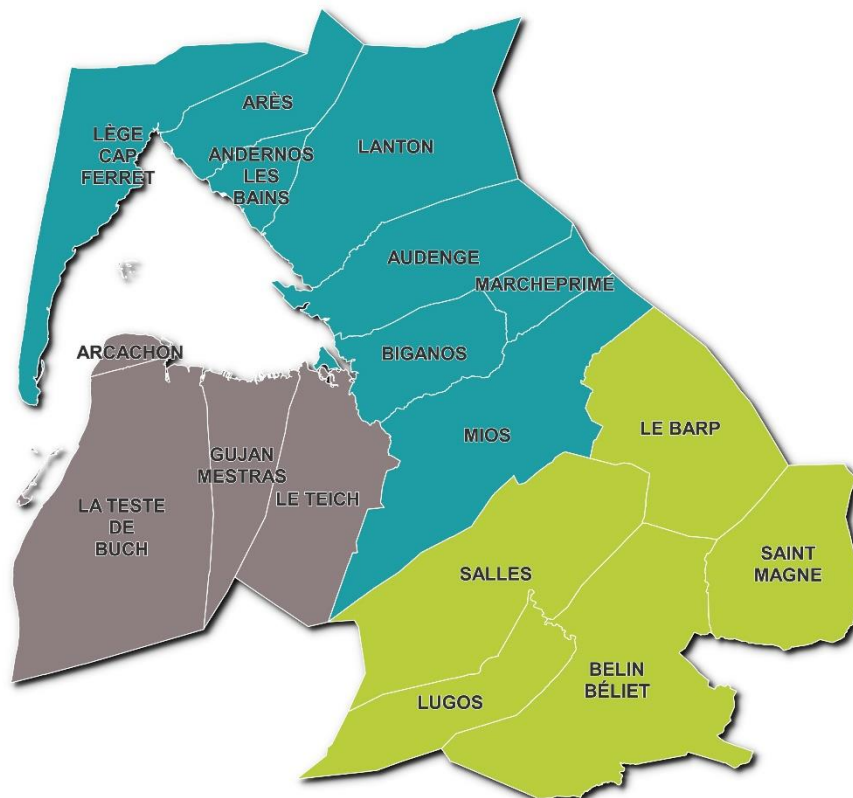 ARÈS
LÈGE
CAP
FERRET
ANDERNOS
LES
BAINS
LANTON
AUDENGE
MARCHEPRIME
ARCACHON
BIGANOS
LE BARP
MIOS
GUJAN
MESTRAS
LE TEICH
LA TESTE
DE
BUCH
SALLES
SAINT
MAGNE
BELIN
BÉLIET
LUGOS